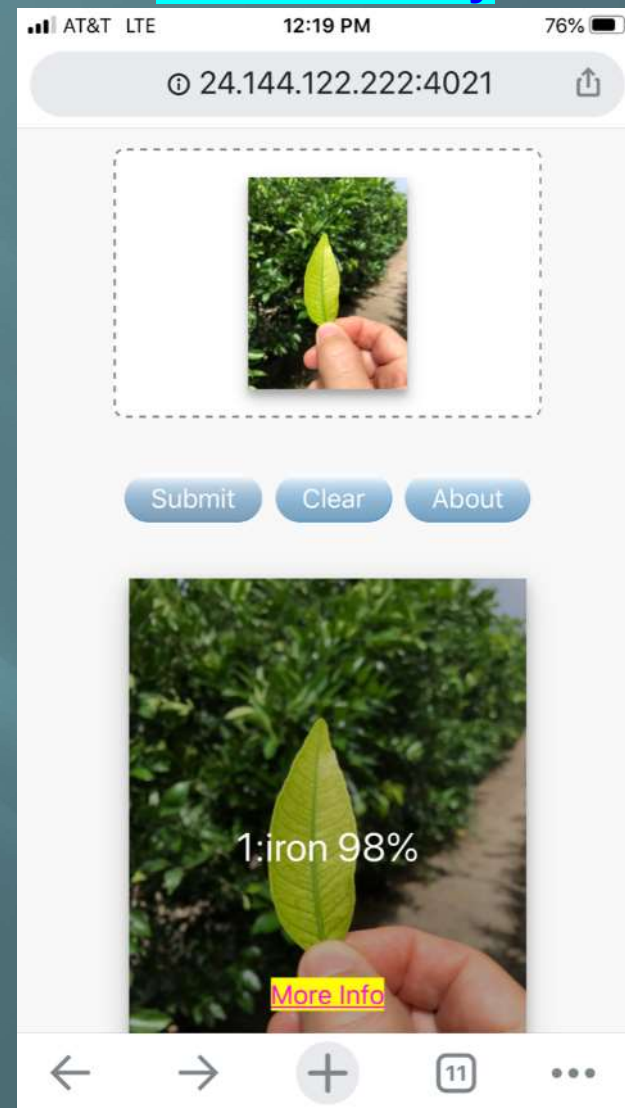 AT&T LTE 12:19 PM 76%
24.144.122.222:4021
Submit Clear About
1:iron 98%
More Info
11